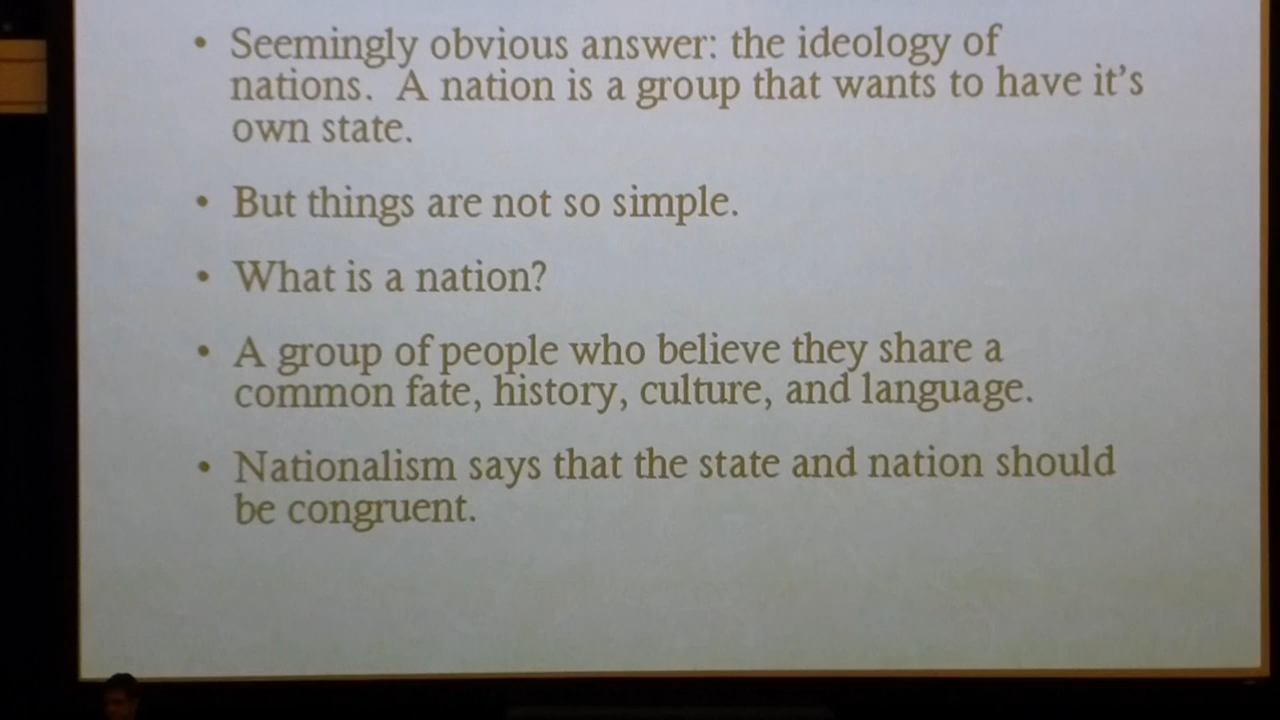 • Seemingly obvious answer: the ideology of
nations.  A nation is a group that wants to have it's
own state.
• But things are not so simple.
• What is a nation?
• A group of people who believe they share a
common fate, history, culture, and language.
• Nationalism says that the state and nation should
be congruent.